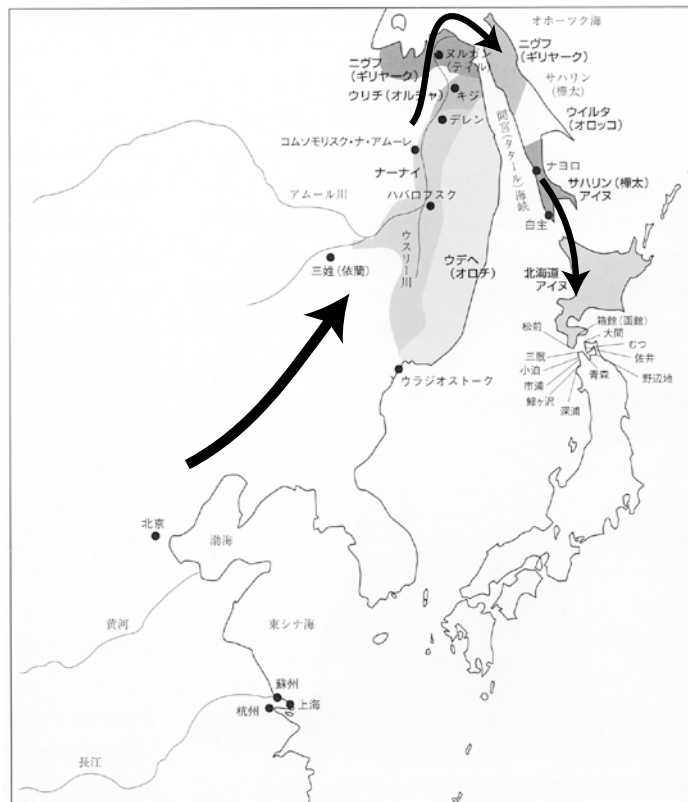 オホーツク海
ニヴフ
(ギリヤーク)
ヌルガン
(ティル)
ニヴフ
(ギリヤーク)
サハリン
(樺太)
ウリチ(オルチャ)
キジ
デレン
ウイルタ
(オロッコ)
間宮(タタール)海峡
コムソモリスク・ナ・アムーレ
ナーナイ
ナヨロ
サハリン(樺太)
アイヌ
アムール川
ハバロフスク
白主
ウスリー川
ウデヘ
(オロチ)
三姓(依蘭)
北海道
アイヌ
松前
箱館(函館)
大間
むつ
三厩
佐井
小泊
青森
野辺地
市浦
鰺ヶ沢
深浦
ウラジオストーク
北京
渤海
黄河
東シナ海
蘇州
上海
杭州
長江